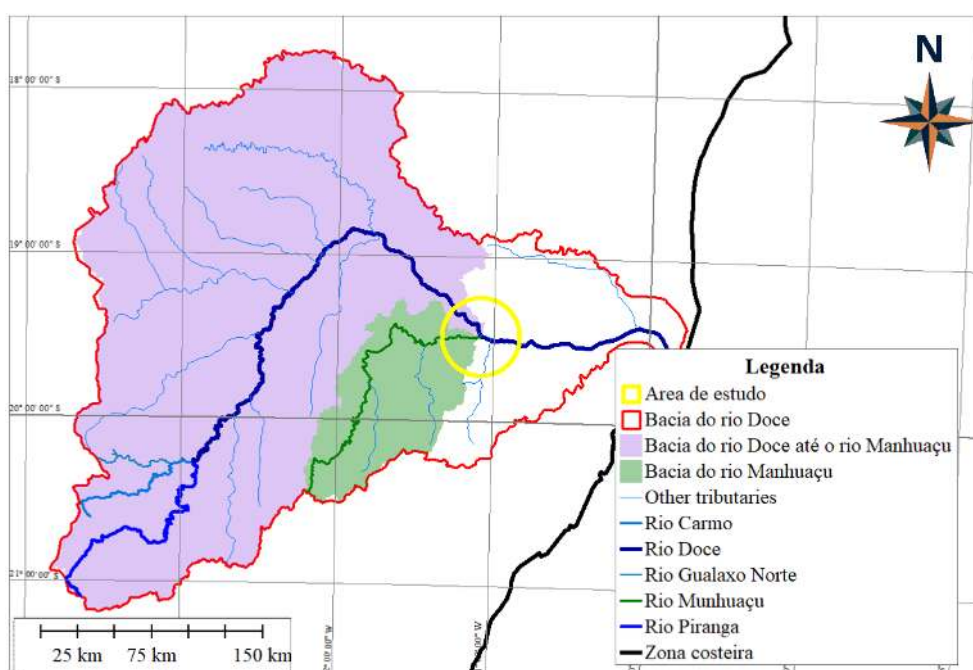 N
18°00'00" S
19°00'00" S
20°00'00" S
21°00'00" S
25 km 75 km 150 km
Legenda
Area de estudo
Bacia do rio Doce
Bacia do rio Doce até o rio Manhuaçu
Bacia do rio Manhuaçu
Other tributaries
Rio Carmo
Rio Doce
Rio Gualaxo Norte
Rio Munhuaçu
Rio Piranga
Zona costeira